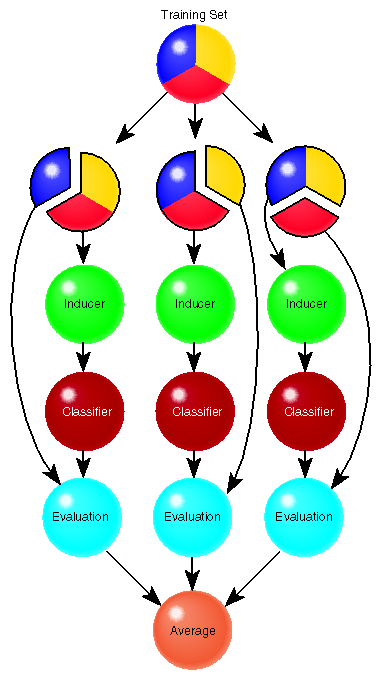 Training Set
Inducer
Inducer
Inducer
Classifier
Classifier
Classifier
Evaluation
Evaluation
Evaluation
Average